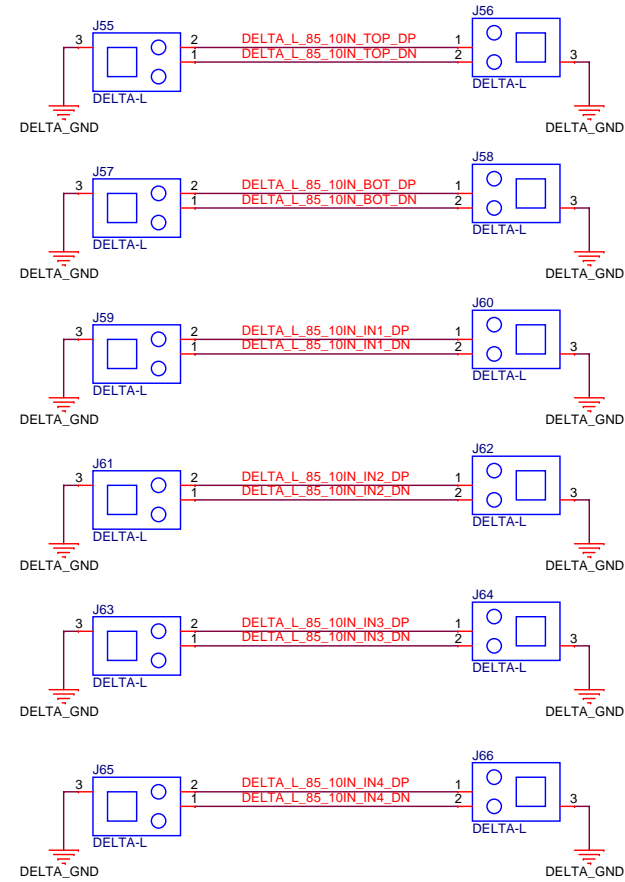 J55
J56
3
2
DELTA_L_85_10IN_TOP_DP
1
1
DELTA_L_85_10IN_TOP_DN
2
3
DELTA-L
DELTA-L
DELTA_GND
DELTA_GND
J57
J58
3
2
DELTA_L_85_10IN_BOT_DP
1
1
DELTA_L_85_10IN_BOT_DN
2
3
DELTA-L
DELTA-L
DELTA_GND
DELTA_GND
J59
J60
3
2
DELTA_L_85_10IN_IN1_DP
1
1
DELTA_L_85_10IN_IN1_DN
2
3
DELTA-L
DELTA-L
DELTA_GND
DELTA_GND
J61
J62
3
2
DELTA_L_85_10IN_IN2_DP
1
1
DELTA_L_85_10IN_IN2_DN
2
3
DELTA-L
DELTA-L
DELTA_GND
DELTA_GND
J63
J64
3
2
DELTA_L_85_10IN_IN3_DP
1
1
DELTA_L_85_10IN_IN3_DN
2
3
DELTA-L
DELTA-L
DELTA_GND
DELTA_GND
J65
J66
3
2
DELTA_L_85_10IN_IN4_DP
1
1
DELTA_L_85_10IN_IN4_DN
2
3
DELTA-L
DELTA-L
DELTA_GND
DELTA_GND